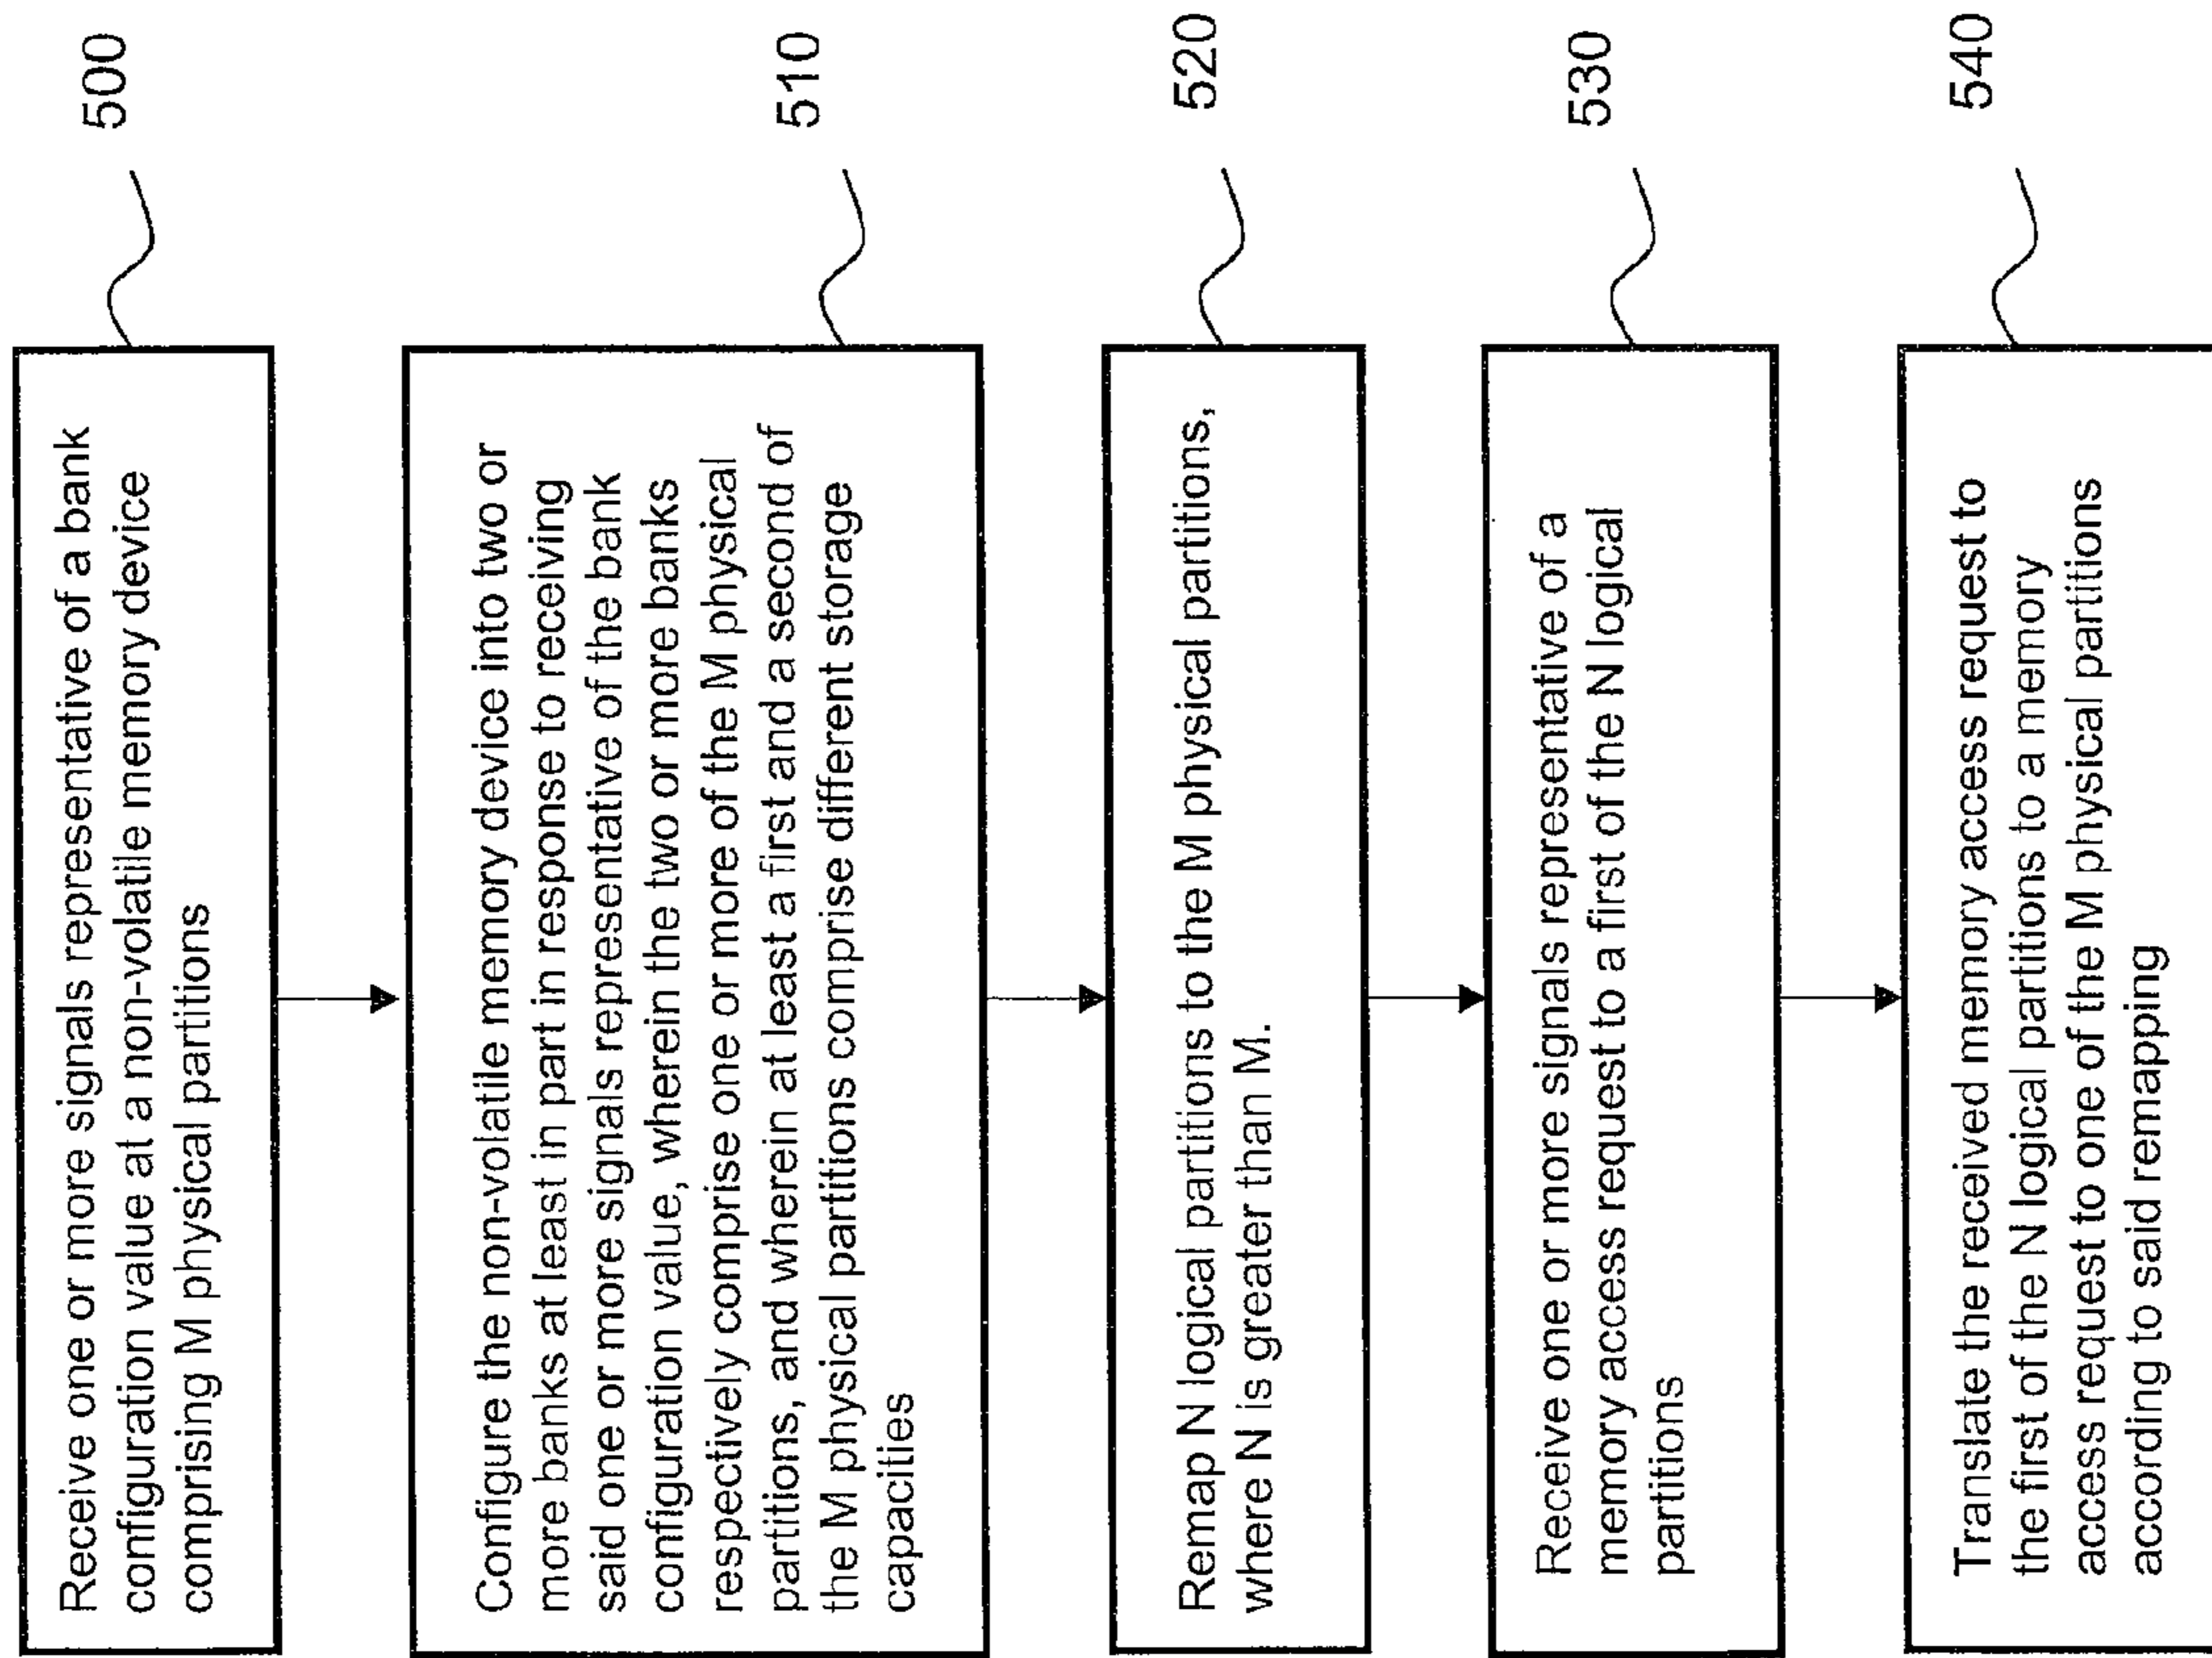 Receive one or more signals representative of a bank
configuration value at a non-volatile memory device
comprising M physical partitions
500
Configure the non-volatile memory device into two or
more banks at least in part in response to receiving
said one or more signals representative of the bank
configuration value, wherein the two or more banks
respectively comprise one or more of the M physical
partitions, and wherein at least a first and a second of
the M physical partitions comprise different storage
capacities
510
Remap N logical partitions to the M physical partitions,
where N is greater than M.
520
Receive one or more signals representative of a
memory access request to a first of the N logical
partitions
530
Translate the received memory access request to
the first of the N logical partitions to a memory
access request to one of the M physical partitions
according to said remapping
540